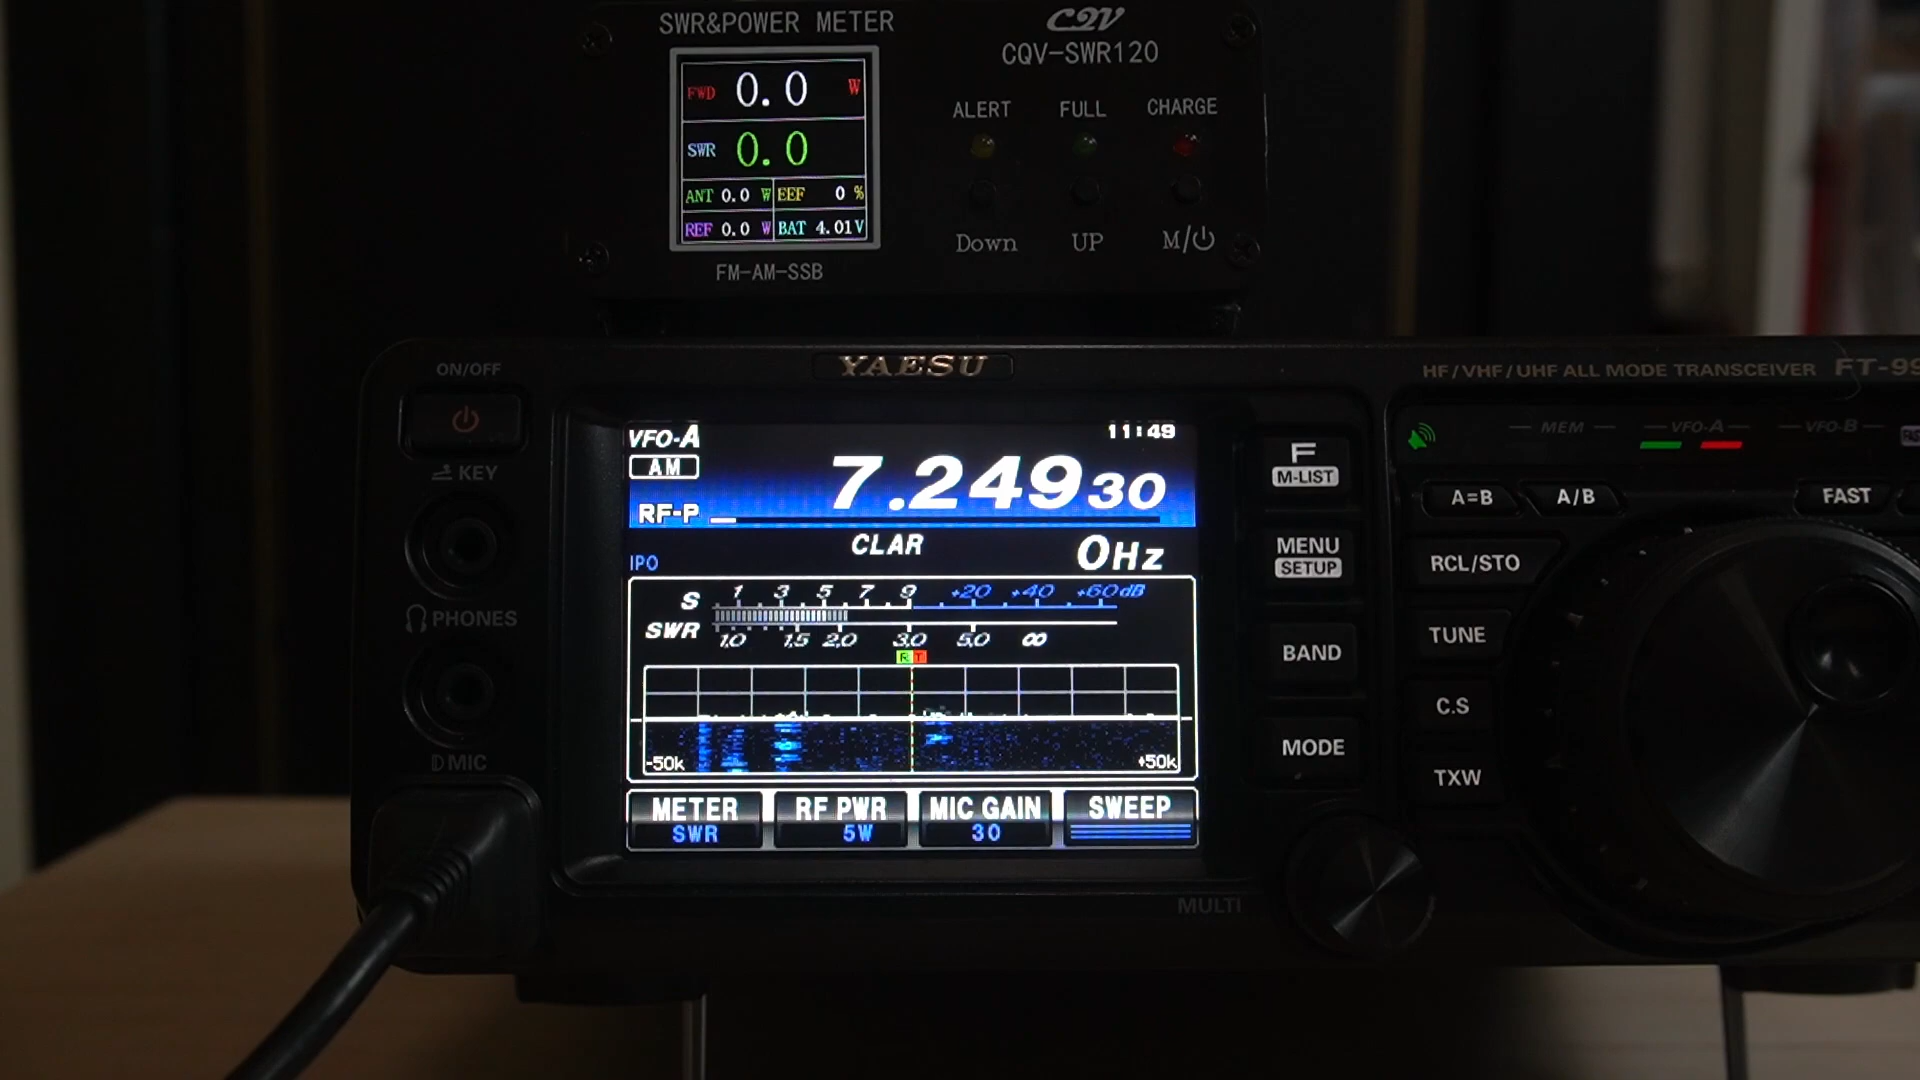 SWR&POWER METER
CQV
CQV-SWR120
FWD 0.0 W
SWR 0.0
ANT 0.0 W EEF 0 %
REF 0.0 W BAT 4.01V
FM-AM-SSB
ALERT FULL CHARGE
Down UP M/⏻
ON/OFF
YAESU
HF/VHF/UHF ALL MODE TRANSCEIVER FT-99
KEY
PHONES
MIC
VFO-A 11:49
AM 7.249 30
RF-P
CLAR 0Hz
IPO
S 1 3 5 7 9 +20 +40 +60dB
SWR 1.0 1.5 2.0 3.0 5.0 ∞
R T
-50k +50k
METER RF PWR MIC GAIN SWEEP
SWR 5W 30
F
M-LIST
MENU
SETUP
BAND
MODE
MULTI
MEM VFO-A VFO-B
A=B A/B FAST
RCL/STO
TUNE
C.S
TXW